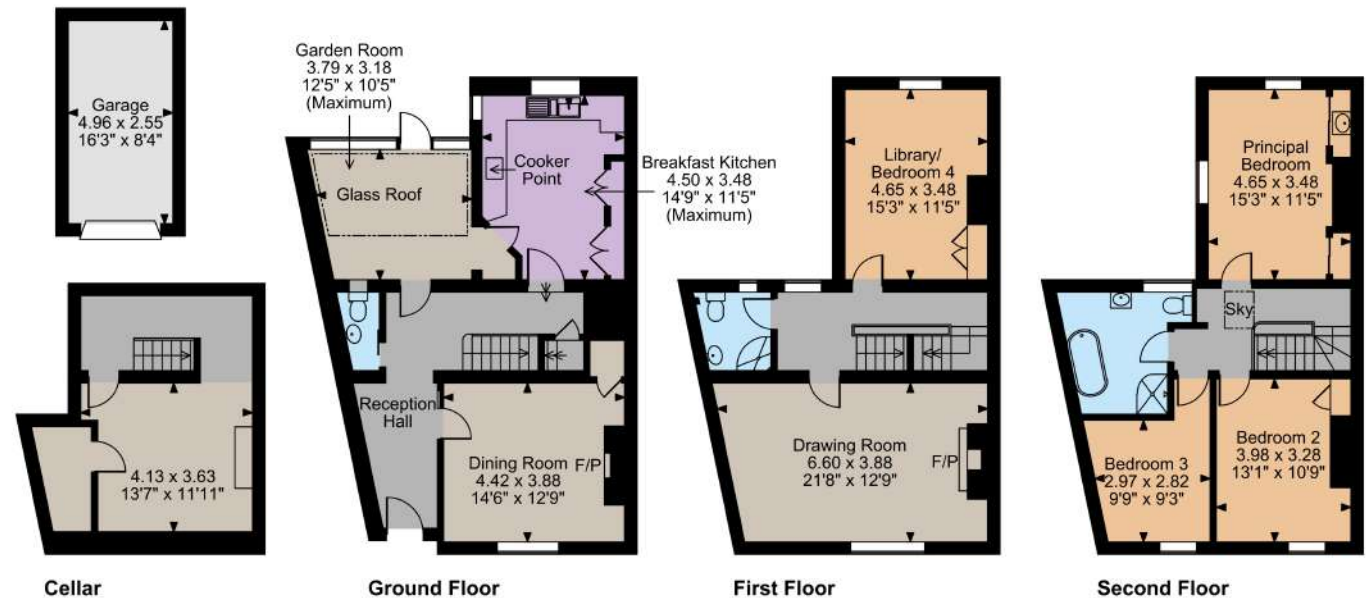 Garage
4.96 x 2.55
16'3" x 8'4"
Garden Room
3.79 x 3.18
12'5" x 10'5"
(Maximum)
Glass Roof
Cooker
Point
Breakfast Kitchen
4.50 x 3.48
14'9" x 11'5"
(Maximum)
Library/
Bedroom 4
4.65 x 3.48
15'3" x 11'5"
Principal
Bedroom
4.65 x 3.48
15'3" x 11'5"
Sky
4.13 x 3.63
13'7" x 11'11"
Reception
Hall
Dining Room
4.42 x 3.88
14'6" x 12'9"
F/P
Drawing Room
6.60 x 3.88
21'8" x 12'9"
F/P
Bedroom 3
2.97 x 2.82
9'9" x 9'3"
Bedroom 2
3.98 x 3.28
13'1" x 10'9"
Cellar
Ground Floor
First Floor
Second Floor